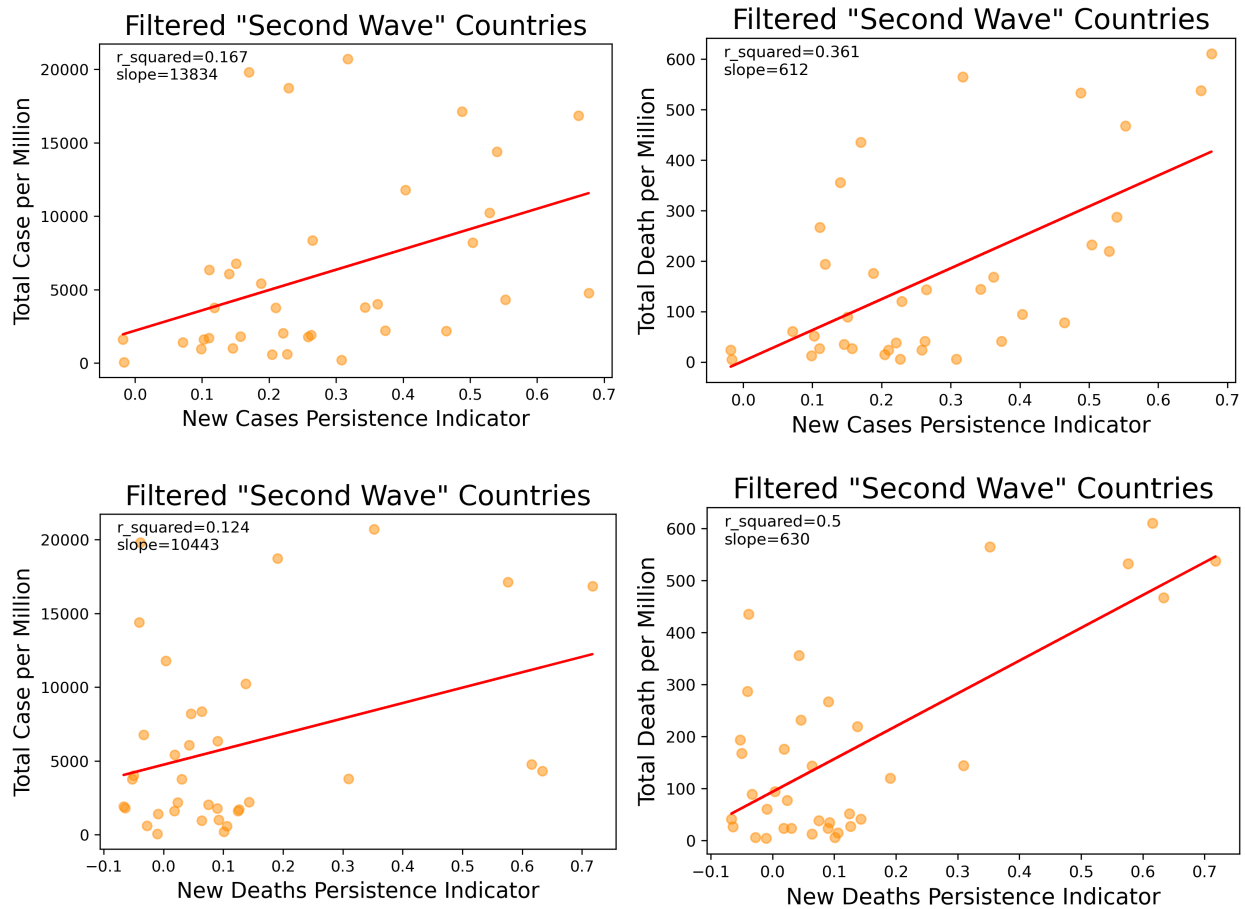 Filtered "Second Wave" Countries
r_squared=0.167
slope=13834
Total Case per Million
20000
15000
10000
5000
0
0.0 0.1 0.2 0.3 0.4 0.5 0.6 0.7
New Cases Persistence Indicator
Filtered "Second Wave" Countries
r_squared=0.361
slope=612
Total Death per Million
600
500
400
300
200
100
0
0.0 0.1 0.2 0.3 0.4 0.5 0.6 0.7
New Cases Persistence Indicator
Filtered "Second Wave" Countries
r_squared=0.124
slope=10443
Total Case per Million
20000
15000
10000
5000
0
−0.1 0.0 0.1 0.2 0.3 0.4 0.5 0.6 0.7
New Deaths Persistence Indicator
Filtered "Second Wave" Countries
r_squared=0.5
slope=630
Total Death per Million
600
500
400
300
200
100
0
−0.1 0.0 0.1 0.2 0.3 0.4 0.5 0.6 0.7
New Deaths Persistence Indicator